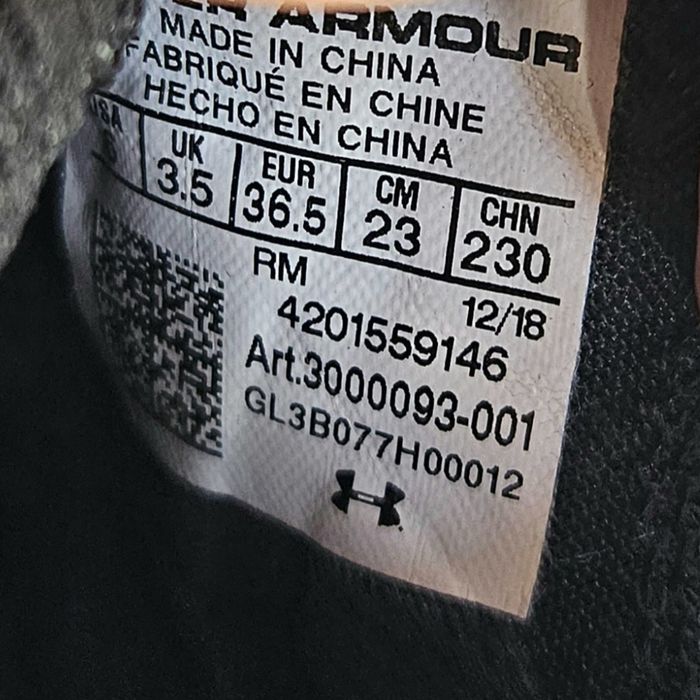 ARMOUR
MADE IN CHINA
FABRIQUÉ EN CHINE
HECHO EN CHINA
UK EUR CM CHN
3.5 36.5 23 230
RM 12/18
4201559146
Art.3000093-001
GL3B077H00012